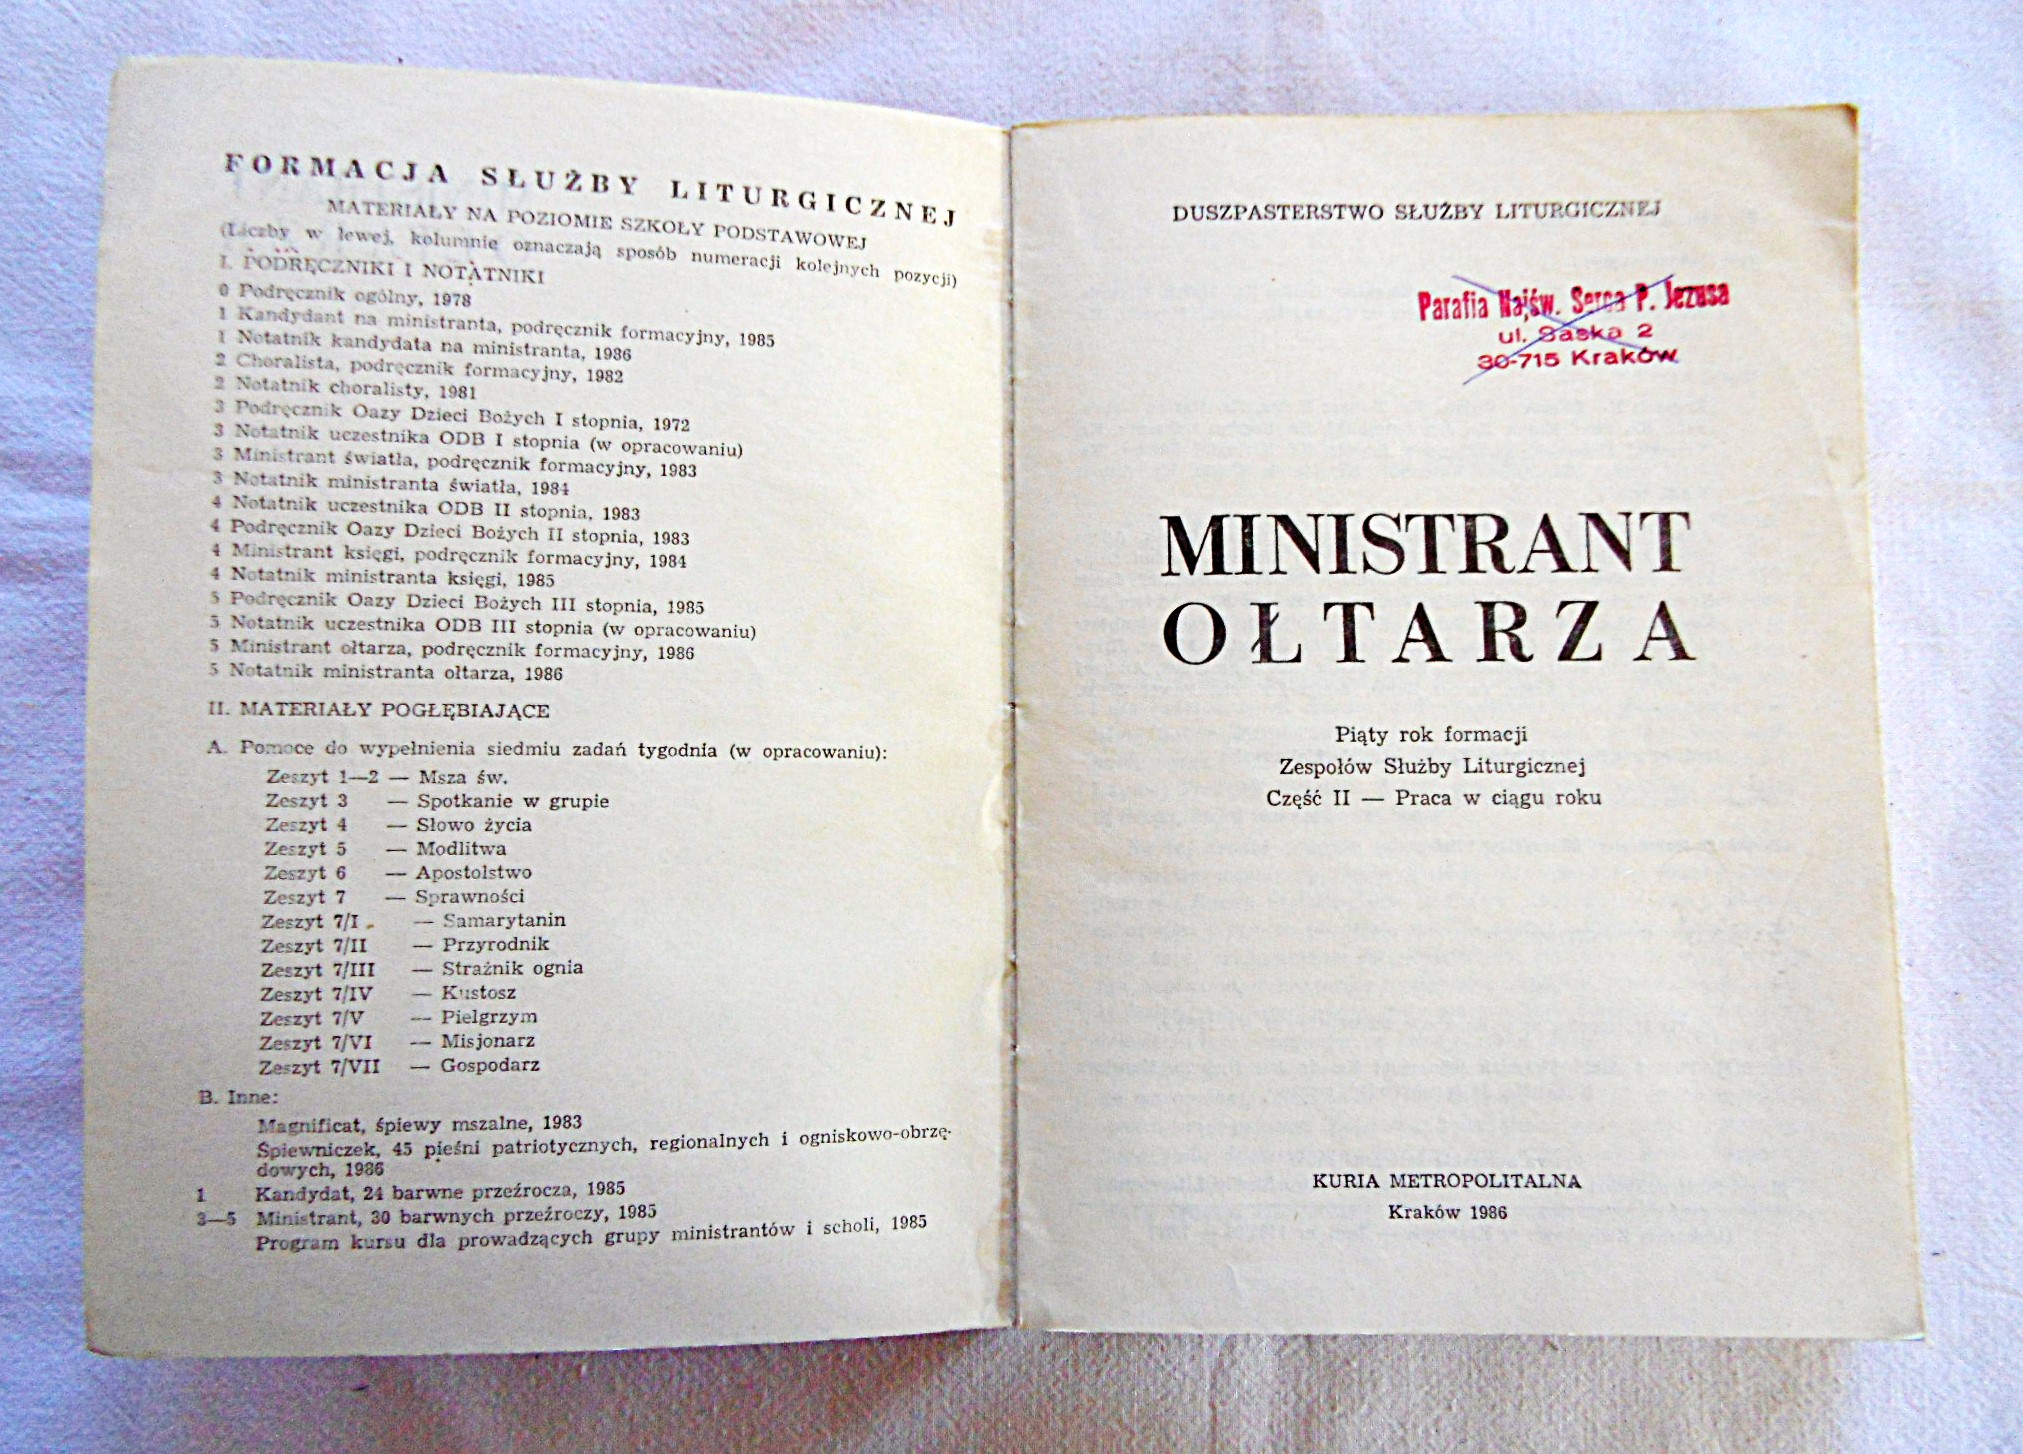 FORMACJA SŁUŻBY LITURGICZNEJ
MATERIAŁY NA POZIOMIE SZKOŁY PODSTAWOWEJ
(Liczby w lewej kolumnie oznaczają sposób numeracji kolejnych pozycji)
I. PODRĘCZNIKI I NOTATNIKI
0 Podręcznik ogólny, 1978
1 Kandydant na ministranta, podręcznik formacyjny, 1985
1 Notatnik kandydata na ministranta, 1986
2 Choralista, podręcznik formacyjny, 1982
2 Notatnik choralisty, 1981
3 Podręcznik Oazy Dzieci Bożych I stopnia, 1972
3 Notatnik uczestnika ODB I stopnia (w opracowaniu)
3 Ministrant światła, podręcznik formacyjny, 1983
3 Notatnik ministranta światła, 1984
4 Notatnik uczestnika ODB II stopnia, 1983
4 Podręcznik Oazy Dzieci Bożych II stopnia, 1983
4 Ministrant księgi, podręcznik formacyjny, 1984
4 Notatnik ministranta księgi, 1985
5 Podręcznik Oazy Dzieci Bożych III stopnia, 1985
5 Notatnik uczestnika ODB III stopnia (w opracowaniu)
5 Ministrant ołtarza, podręcznik formacyjny, 1986
5 Notatnik ministranta ołtarza, 1986
II. MATERIAŁY POGŁĘBIAJĄCE
A. Pomoce do wypełnienia siedmiu zadań tygodnia (w opracowaniu):
Zeszyt 1—2 — Msza św.
Zeszyt 3 — Spotkanie w grupie
Zeszyt 4 — Słowo życia
Zeszyt 5 — Modlitwa
Zeszyt 6 — Apostolstwo
Zeszyt 7 — Sprawności
Zeszyt 7/I — Samarytanin
Zeszyt 7/II — Przyrodnik
Zeszyt 7/III — Strażnik ognia
Zeszyt 7/IV — Kustosz
Zeszyt 7/V — Pielgrzym
Zeszyt 7/VI — Misjonarz
Zeszyt 7/VII — Gospodarz
B. Inne:
Magnificat, śpiewy mszalne, 1983
Śpiewniczek, 45 pieśni patriotycznych, regionalnych i ogniskowo-obrzę-
dowych, 1986
1 Kandydat, 24 barwne przeźrocza, 1985
3—5 Ministrant, 30 barwnych przeźroczy, 1985
Program kursu dla prowadzących grupy ministrantów i scholi, 1985
DUSZPASTERSTWO SŁUŻBY LITURGICZNEJ
Parafia Najśw. Serca P. Jezusa
ul. Saska 2
30-715 Kraków
MINISTRANT
OŁTARZA
Piąty rok formacji
Zespołów Służby Liturgicznej
Część II — Praca w ciągu roku
KURIA METROPOLITALNA
Kraków 1986